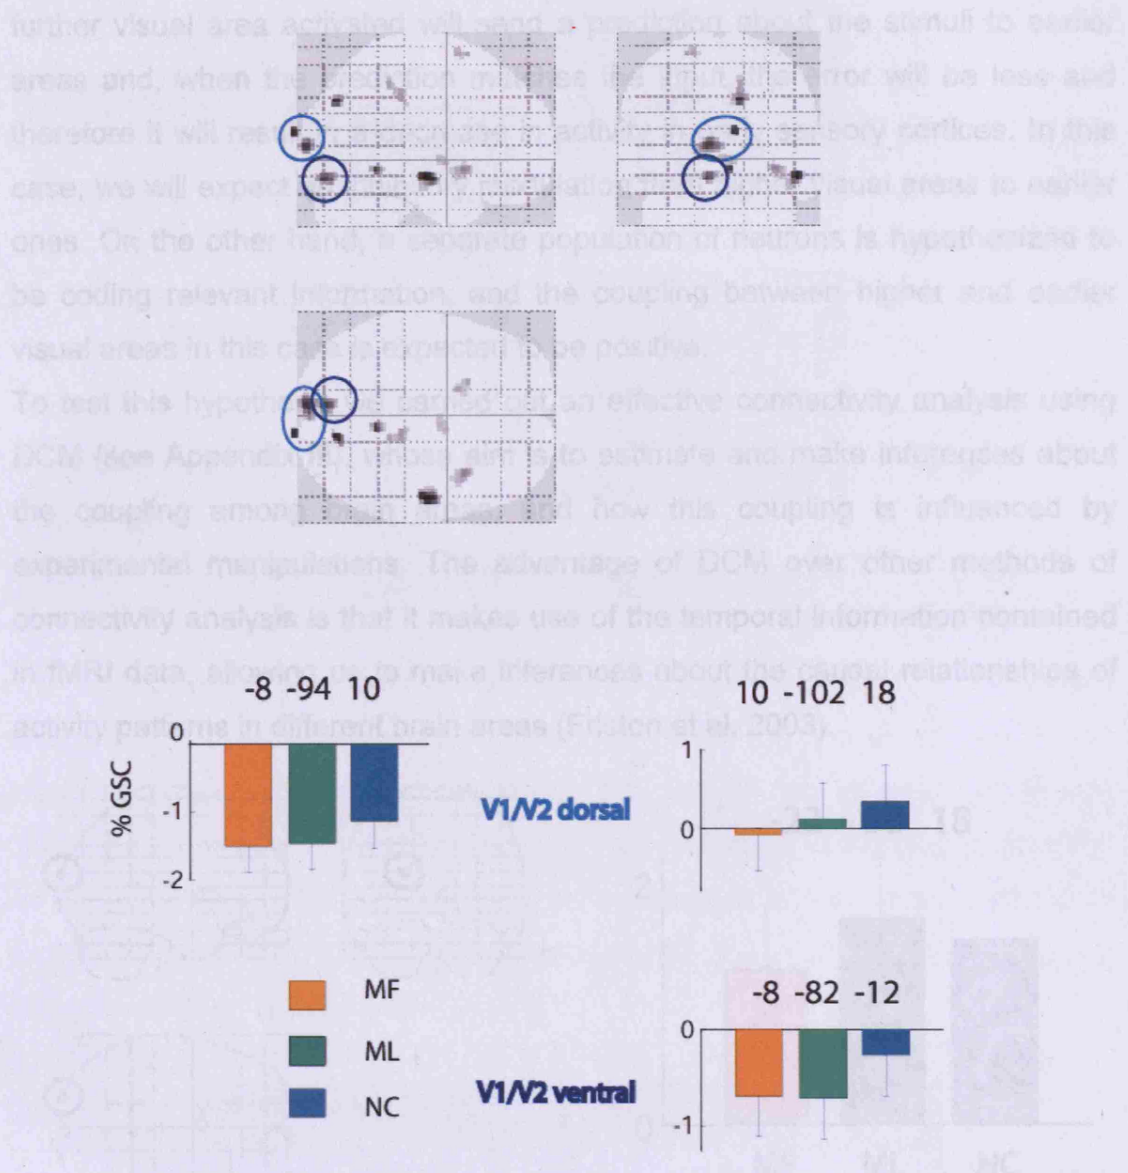 further visual area activated will send a prediction about the stimuli to earlier
areas and, when the prediction matches the input, the error will be less and
therefore it will result in a decrease in activity in early sensory cortices. In this
case, we will expect modulation from higher visual areas to earlier
ones. On the other hand, a separate population of neurons is hypothesized to
be coding relevant information, and the coupling between higher and earlier
visual areas in this case is expected to be positive.
To test this hypothesis we carried out an effective connectivity analysis using
DCM (see Appendix), whose aim is to estimate and make inferences about
the coupling among brain areas and how this coupling is influenced by
experimental manipulations. The advantage of DCM over other methods of
connectivity analysis is that it makes use of the temporal information contained
in fMRI data, allowing us to make inferences about the causal relationships of
activity patterns in different brain areas (Friston et al. 2003).
-8 -94 10
10 -102 18
0
% GSC
-1
-2
V1/V2 dorsal
1
0
18
2
MF
ML
NC
-8 -82 -12
0
-1
V1/V2 ventral
0
ML
NC